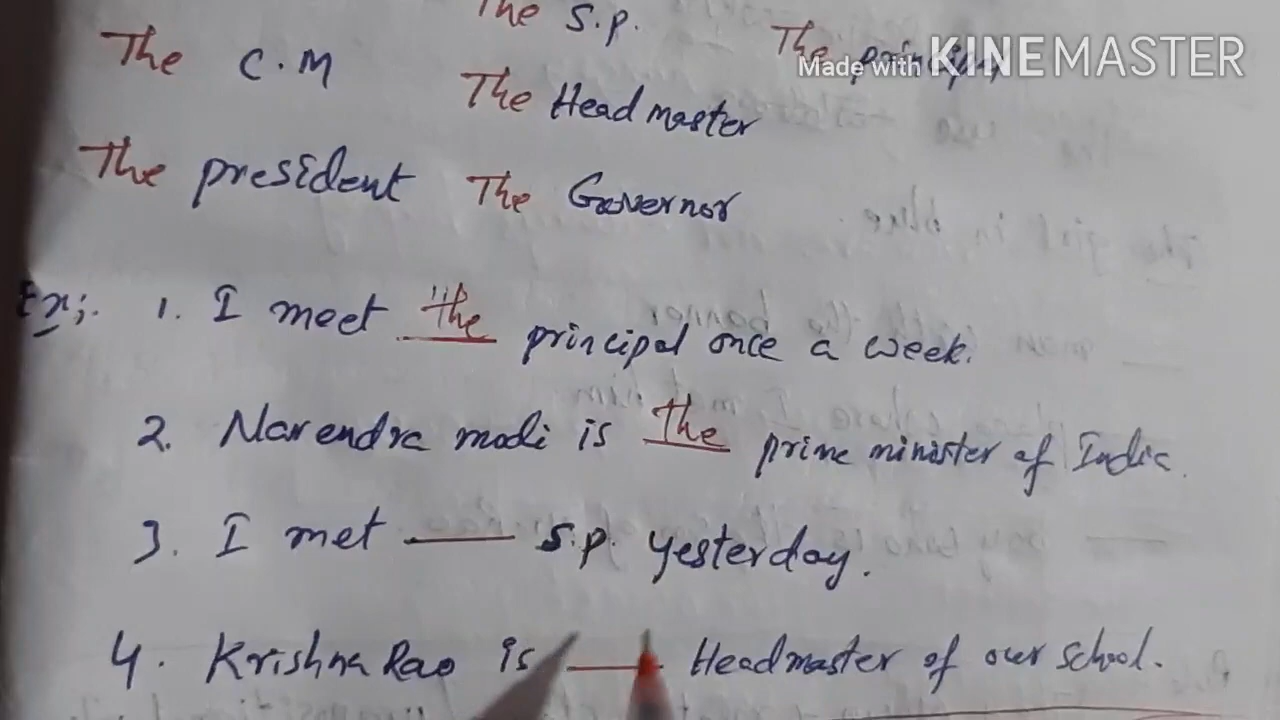 The S.p.
The C.M
The principal
Made with KINEMASTER
The Headmaster
The president The Governor
Ex;. 1. I meet the principal once a week.
2. Narendra modi is The prime minister of India.
3. I met —— S.p. yesterday.
4. Krishna Rao is —— Headmaster of our school.